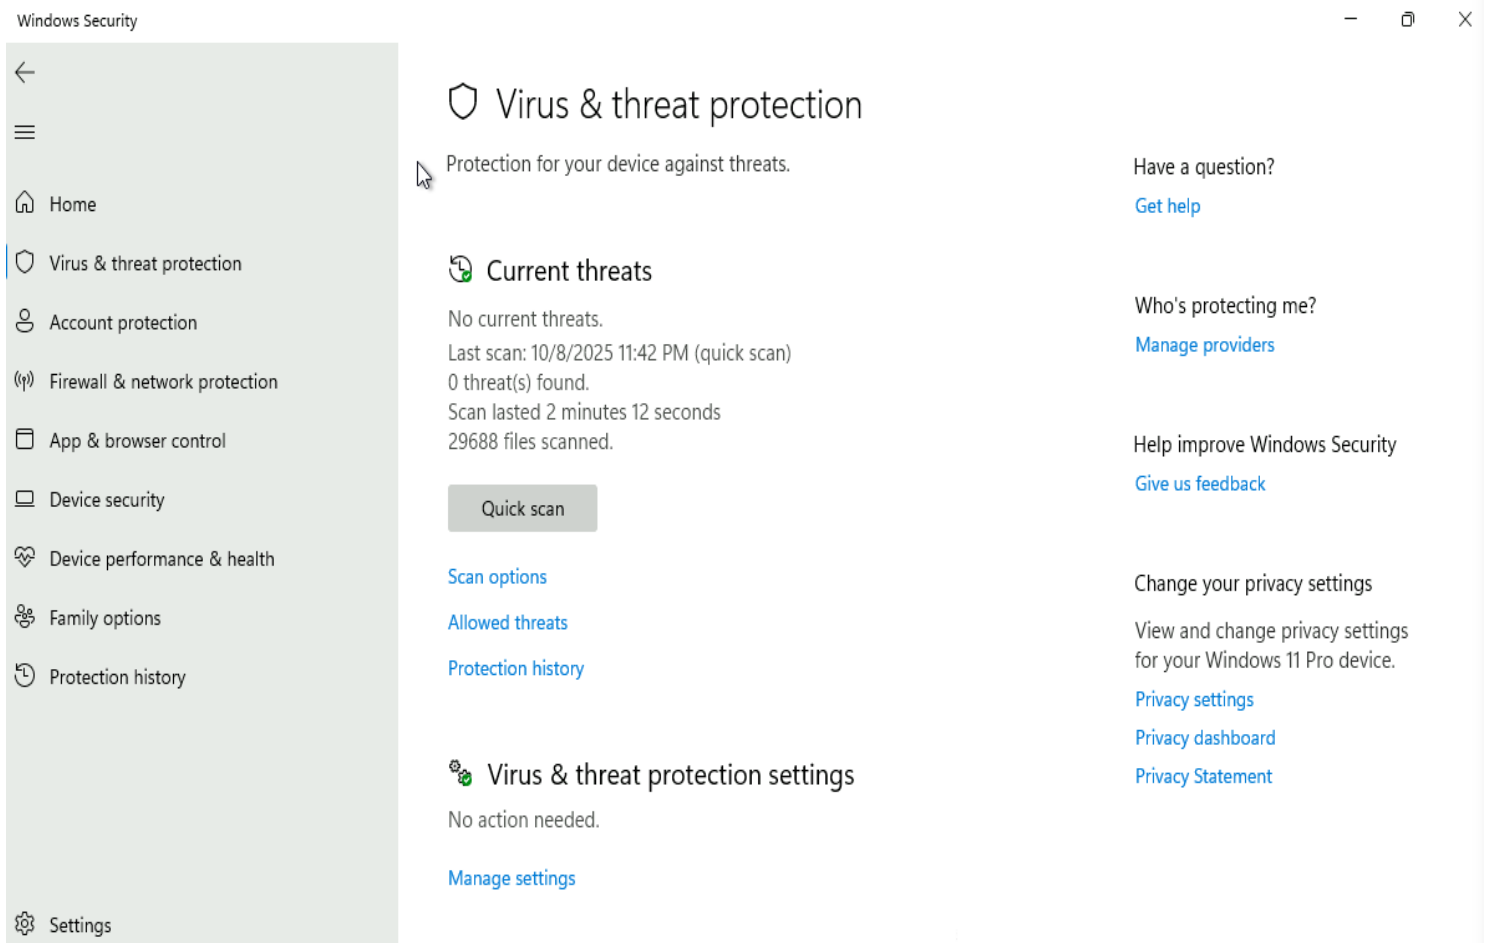 Windows Security
Home
Virus & threat protection
Account protection
Firewall & network protection
App & browser control
Device security
Device performance & health
Family options
Protection history
Settings
Virus & threat protection
Protection for your device against threats.
Current threats
No current threats.
Last scan: 10/8/2025 11:42 PM (quick scan)
0 threat(s) found.
Scan lasted 2 minutes 12 seconds
29688 files scanned.
Quick scan
Scan options
Allowed threats
Protection history
Virus & threat protection settings
No action needed.
Manage settings
Have a question?
Get help
Who's protecting me?
Manage providers
Help improve Windows Security
Give us feedback
Change your privacy settings
View and change privacy settings
for your Windows 11 Pro device.
Privacy settings
Privacy dashboard
Privacy Statement